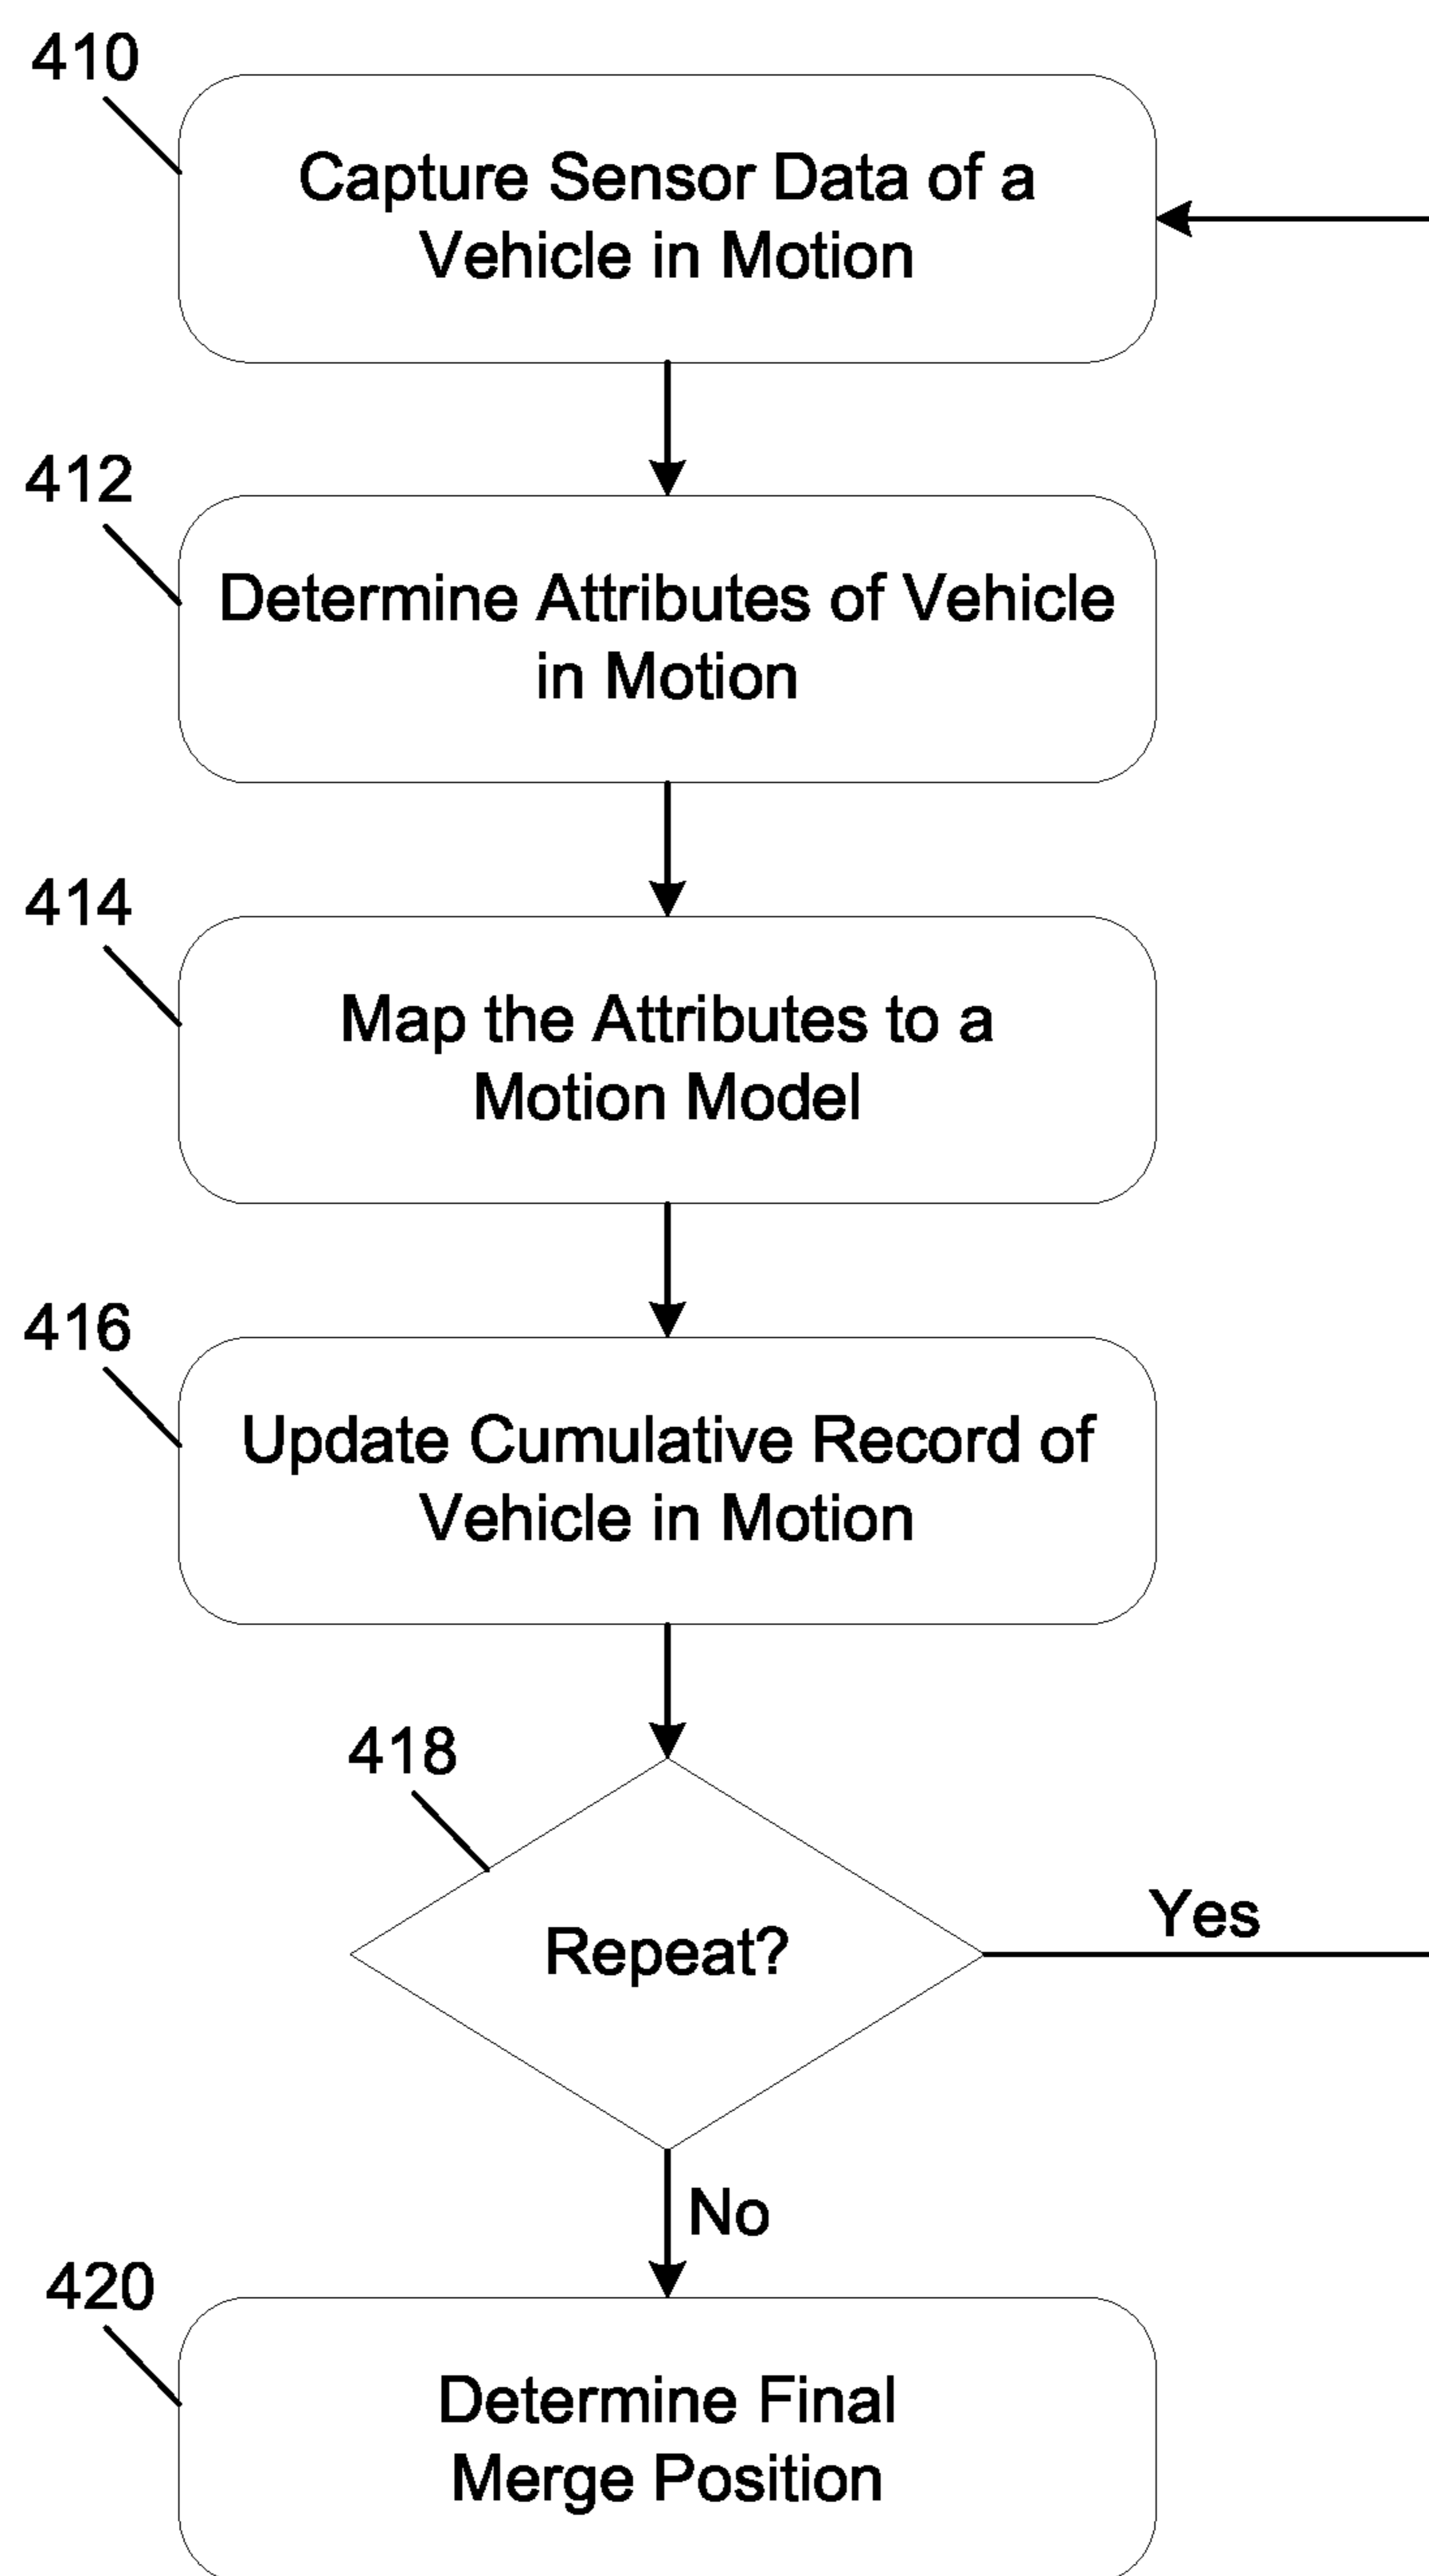 410
Capture Sensor Data of a
Vehicle in Motion
412
Determine Attributes of Vehicle
in Motion
414
Map the Attributes to a
Motion Model
416
Update Cumulative Record of
Vehicle in Motion
418
Repeat?
Yes
No
420
Determine Final
Merge Position